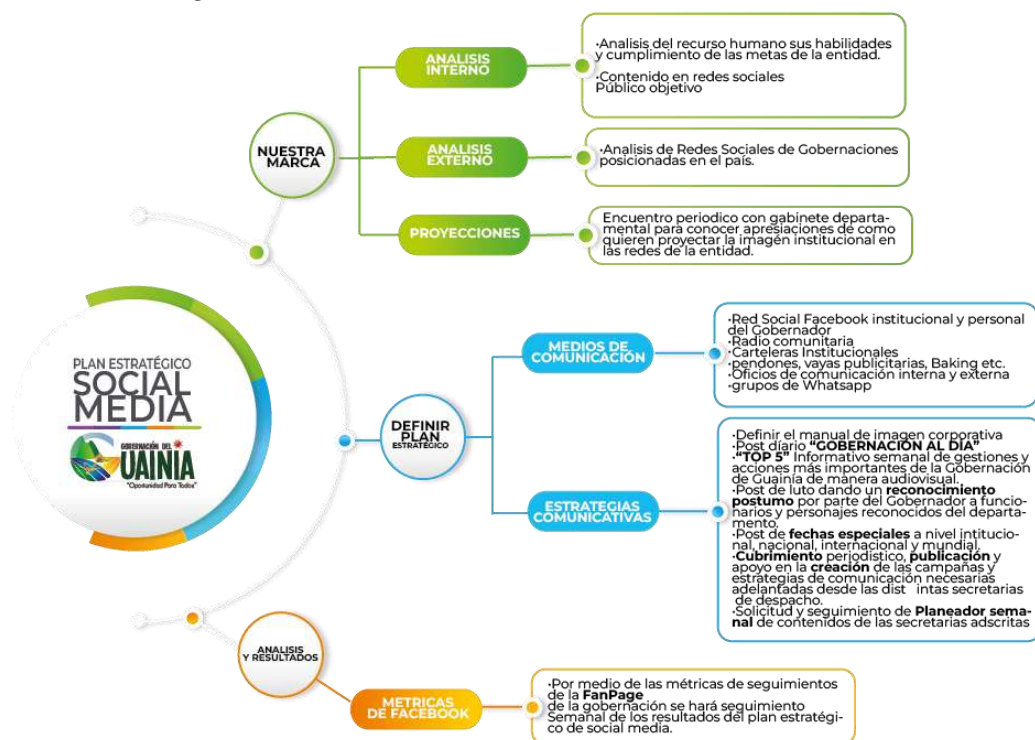 PLAN ESTRATÉGICO
SOCIAL
MEDIA
GOBERNACIÓN DEL
GUAINIA
"Oportunidad Para Todos"
NUESTRA
MARCA
ANALISIS
INTERNO
•Analisis del recurso humano sus habilidades
y cumplimiento de las metas de la entidad.
•Contenido en redes sociales
Público objetivo
ANALISIS
EXTERNO
•Analisis de Redes Sociales de Gobernaciones
posicionadas en el país.
PROYECCIONES
Encuentro periodico con gabinete departa-
mental para conocer apresiaciones de como
quieren proyectar la imagén institucional en
las redes de la entidad.
DEFINIR
PLAN
ESTRATÉGICO
MEDIOS DE
COMUNICACIÓN
•Red Social Facebook institucional y personal
del Gobernador
•Radio comunitaria
•Carteleras Institucionales
•pendones, vayas publicitarias, Baking etc.
•Oficios de comunicación interna y externa
•grupos de Whatsapp
ESTRATEGIAS
COMUNICATIVAS
•Definir el manual de imagen corporativa
•Post díario “GOBERNACIÓN AL DÍA”
•“TOP 5” Informativo semanal de gestiones y
acciones más importantes de la Gobernación
de Guainía de manera audiovisual.
•Post de luto dando un reconocimiento
postumo por parte del Gobernador a funcio-
narios y personajes reconocidos del departa-
mento.
•Post de fechas especiales a nivel intitucio-
nal, nacional, internacional y mundial.
•Cubrimiento periodistico, publicación y
apoyo en la creación de las campañas y
estrategias de comunicación necesarias
adelantadas desde las dist intas secretarias
de despacho.
•Solicitud y seguimiento de Planeador sema-
nal de contenidos de las secretarias adscritas
ANALISIS
Y RESULTADOS
METRICAS
DE FACEBOOK
•Por medio de las métricas de seguimientos
de la FanPage
de la gobernación se hará seguimiento
Semanal de los resultados del plan estratégi-
co de social media.